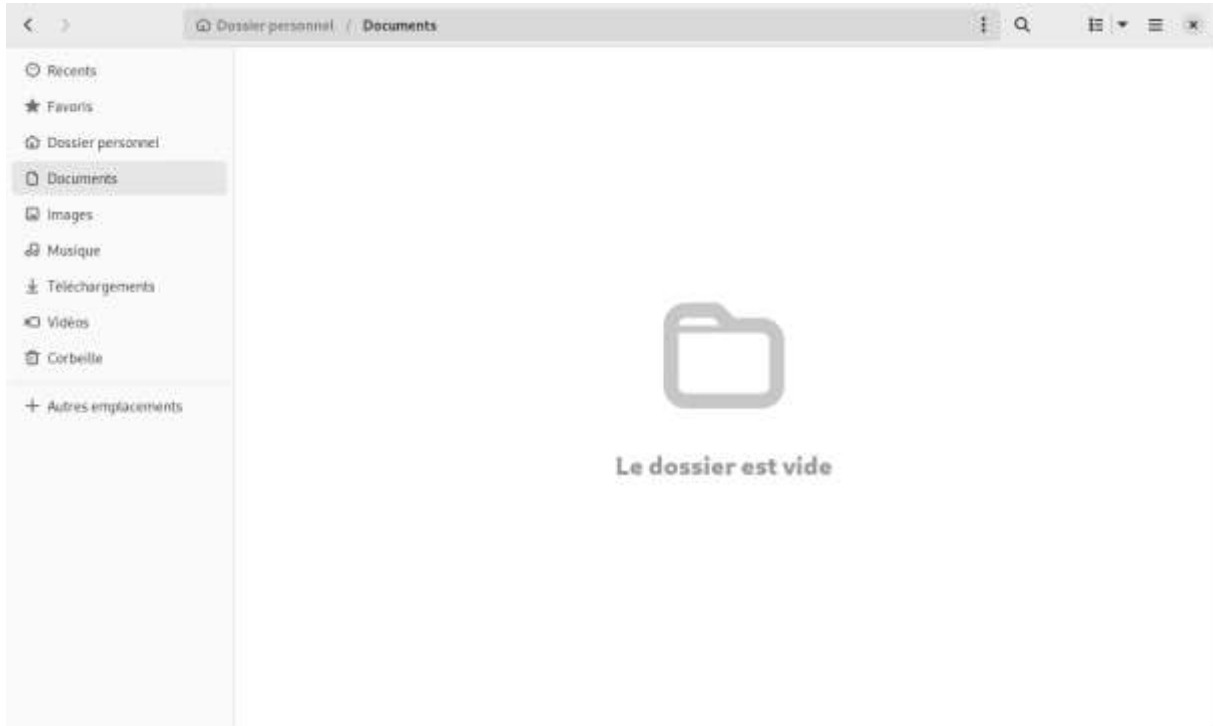 Dossier personnel / Documents
Récents
Favoris
Dossier personnel
Documents
Images
Musique
Téléchargements
Vidéos
Corbeille
Autres emplacements
Le dossier est vide